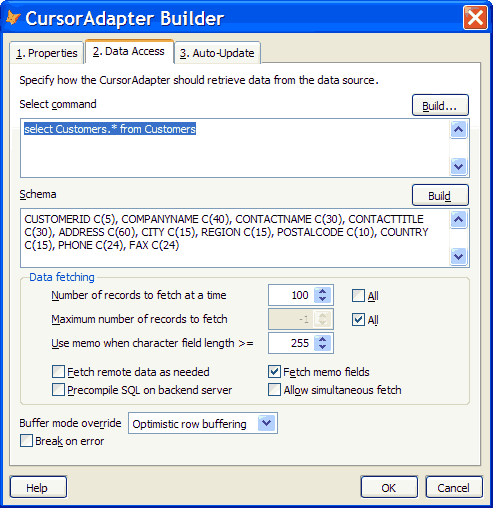 CursorAdapter Builder
1. Properties
2. Data Access
3. Auto-Update
Specify how the CursorAdapter should retrieve data from the data source.
Select command
Build...
select Customers.* from Customers
Schema
Build
CUSTOMERID C(5), COMPANYNAME C(40), CONTACTNAME C(30), CONTACTTITLE
C(30), ADDRESS C(60), CITY C(15), REGION C(15), POSTALCODE C(10), COUNTRY
C(15), PHONE C(24), FAX C(24)
Data fetching
Number of records to fetch at a time 100 All
Maximum number of records to fetch -1 All
Use memo when character field length >= 255
Fetch remote data as needed Fetch memo fields
Precompile SQL on backend server Allow simultaneous fetch
Buffer mode override Optimistic row buffering
Break on error
Help OK Cancel